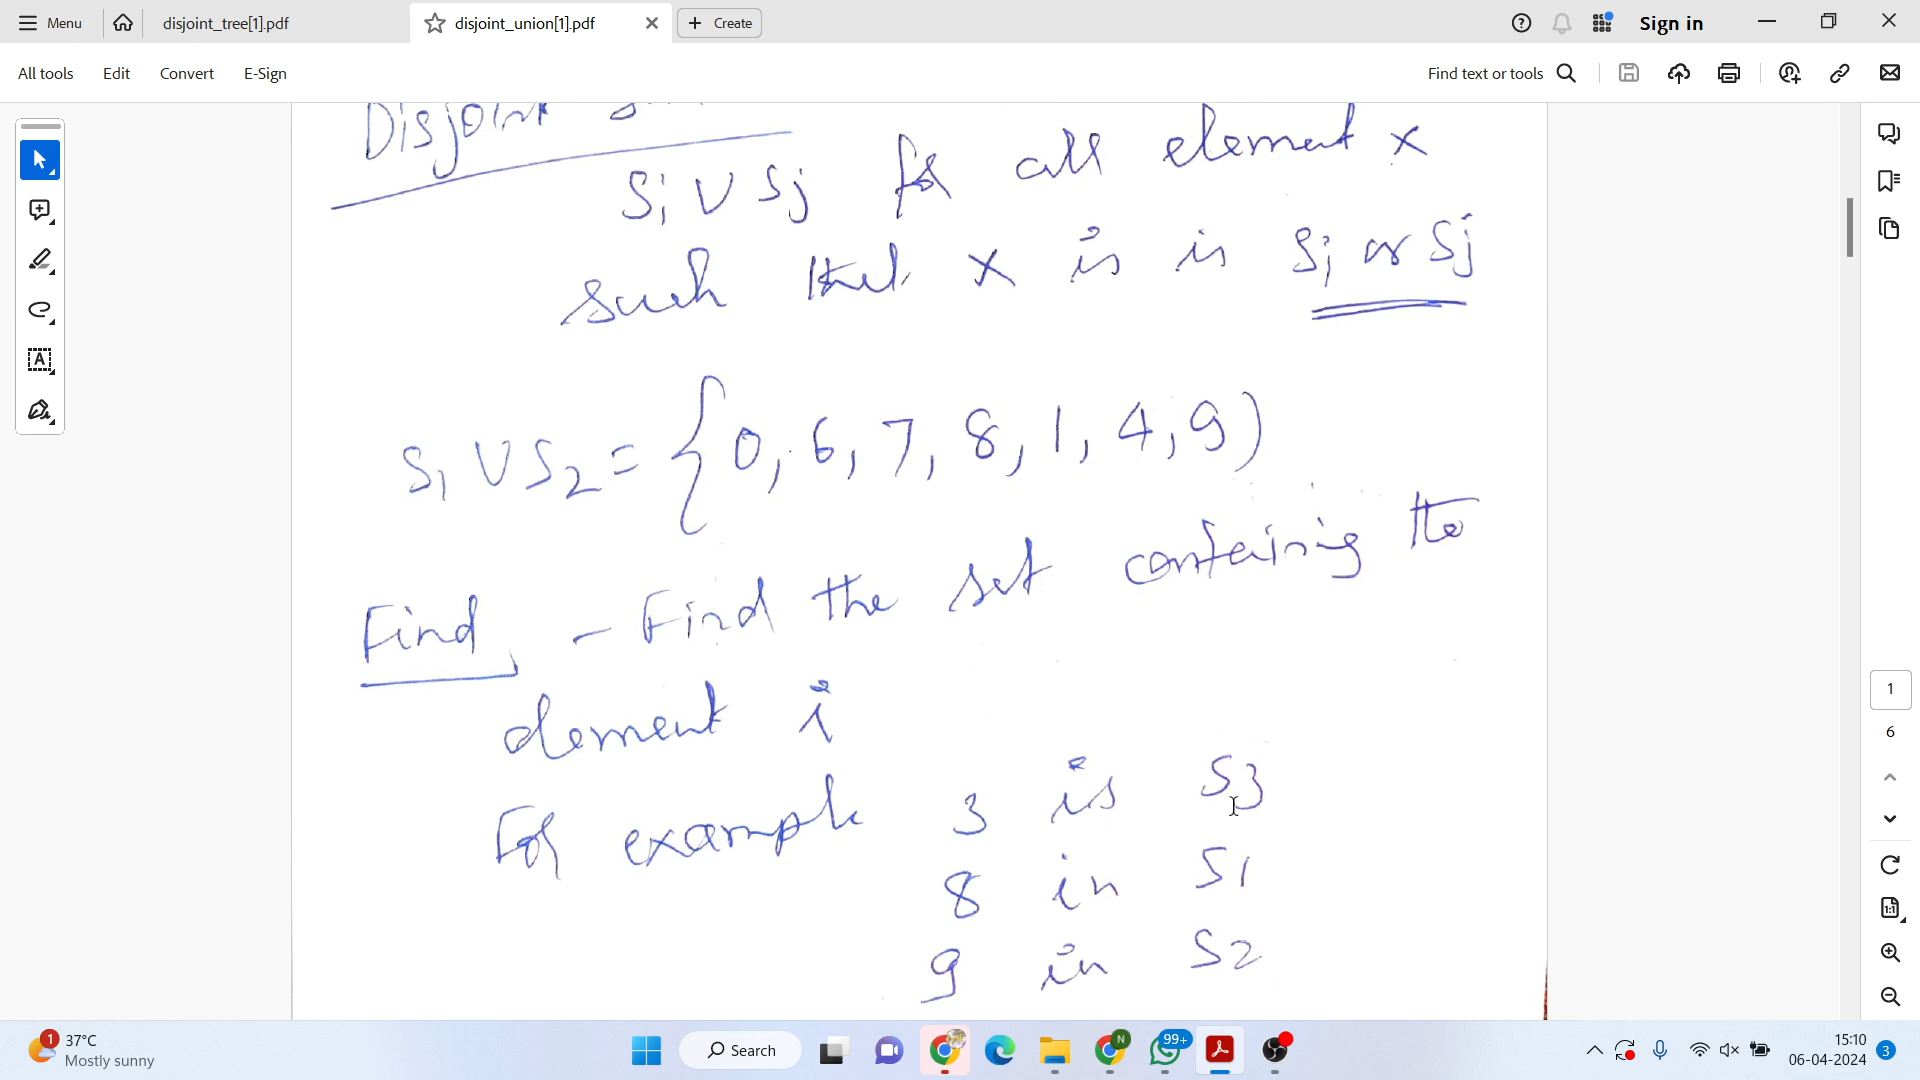 Menu
disjoint_tree[1].pdf
disjoint_union[1].pdf
Create
Sign in
All tools
Edit
Convert
E-Sign
Find text or tools
Disjoint
Si U Sj for all element x
such that x is is Si or Sj
S1 U S2 = { 0, 6, 7, 8, 1, 4, 9 )
Find - Find the set containing the
element i
For example 3 is S3
8 in S1
9 in S2
1
6
1
37°C
Mostly sunny
Search
N
99+
15:10
06-04-2024
3